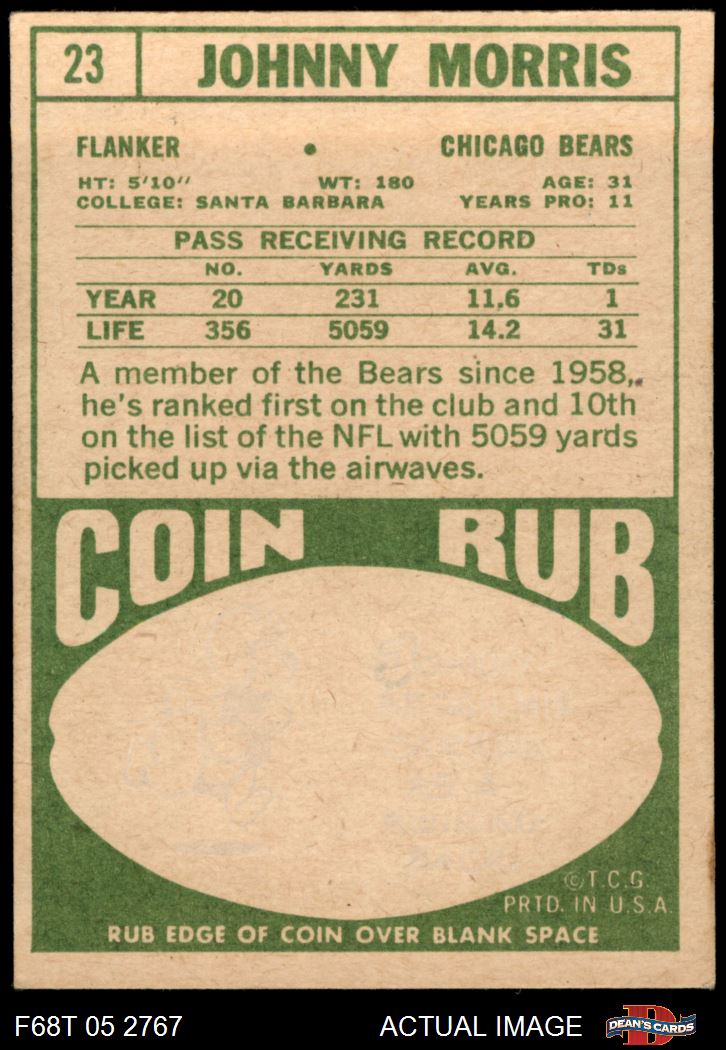 23 JOHNNY MORRIS
FLANKER • CHICAGO BEARS
HT: 5'10" WT: 180 AGE: 31
COLLEGE: SANTA BARBARA YEARS PRO: 11
PASS RECEIVING RECORD
NO. YARDS AVG. TDs
YEAR 20 231 11.6 1
LIFE 356 5059 14.2 31
A member of the Bears since 1958,
he's ranked first on the club and 10th
on the list of the NFL with 5059 yards
picked up via the airwaves.
COIN RUB
©T.C.G.
PRTD. IN U.S.A.
RUB EDGE OF COIN OVER BLANK SPACE
F68T 05 2767 ACTUAL IMAGE D DEAN'S CARDS